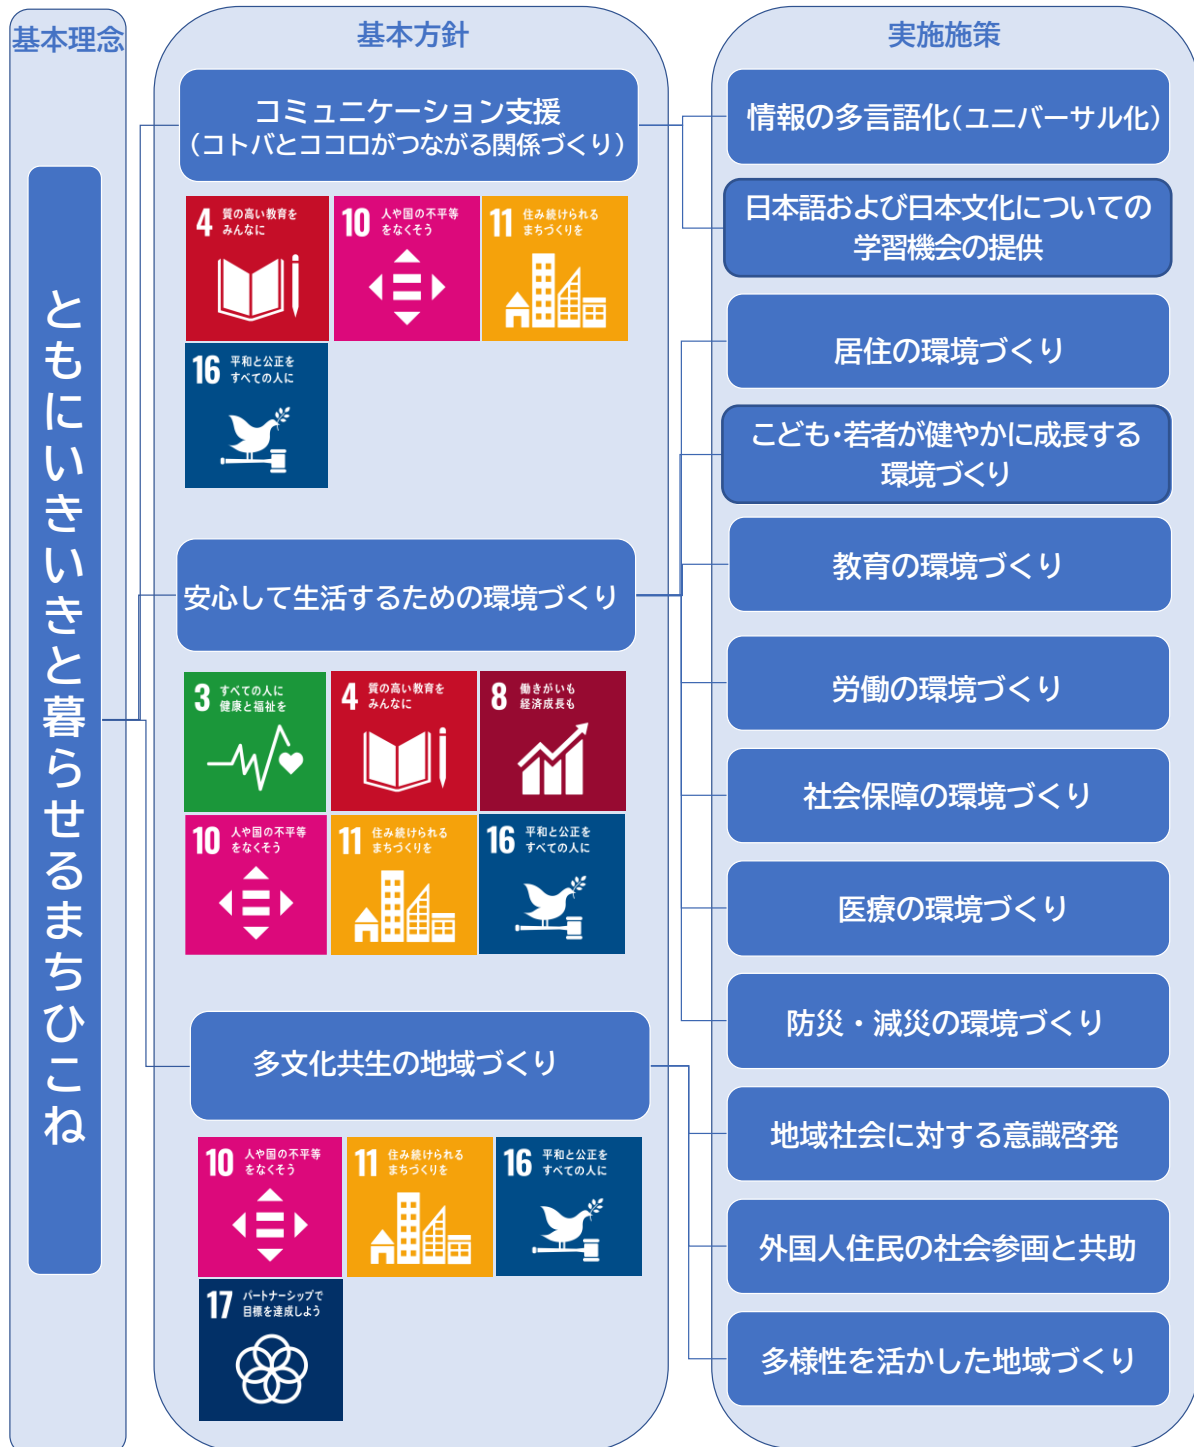 基本理念
ともにいきいきと暮らせるまちひこね
基本方針
コミュニケーション支援
（コトバとココロがつながる関係づくり）
4 質の高い教育を
みんなに
10 人や国の不平等
をなくそう
11 住み続けられる
まちづくりを
16 平和と公正を
すべての人に
安心して生活するための環境づくり
3 すべての人に
健康と福祉を
4 質の高い教育を
みんなに
8 働きがいも
経済成長も
10 人や国の不平等
をなくそう
11 住み続けられる
まちづくりを
16 平和と公正を
すべての人に
多文化共生の地域づくり
10 人や国の不平等
をなくそう
11 住み続けられる
まちづくりを
16 平和と公正を
すべての人に
17 パートナーシップで
目標を達成しよう
実施施策
情報の多言語化（ユニバーサル化）
日本語および日本文化についての
学習機会の提供
居住の環境づくり
こども・若者が健やかに成長する
環境づくり
教育の環境づくり
労働の環境づくり
社会保障の環境づくり
医療の環境づくり
防災・減災の環境づくり
地域社会に対する意識啓発
外国人住民の社会参画と共助
多様性を活かした地域づくり